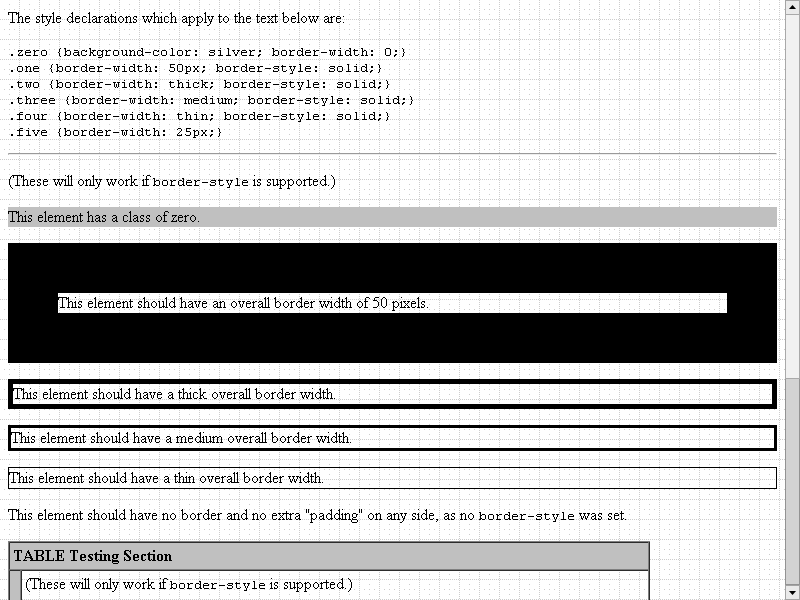 The style declarations which apply to the text below are:
.zero {background-color: silver; border-width: 0;}
.one {border-width: 50px; border-style: solid;}
.two {border-width: thick; border-style: solid;}
.three {border-width: medium; border-style: solid;}
.four {border-width: thin; border-style: solid;}
.five {border-width: 25px;}
(These will only work if border-style is supported.)
This element has a class of zero.
This element should have an overall border width of 50 pixels.
This element should have a thick overall border width.
This element should have a medium overall border width.
This element should have a thin overall border width.
This element should have no border and no extra "padding" on any side, as no border-style was set.
TABLE Testing Section
(These will only work if border-style is supported.)